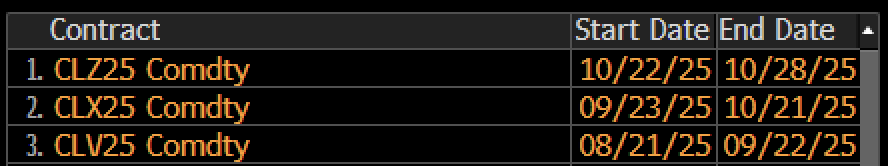 Contract Start Date End Date
1. CLZ25 Comdty 10/22/25 10/28/25
2. CLX25 Comdty 09/23/25 10/21/25
3. CLV25 Comdty 08/21/25 09/22/25